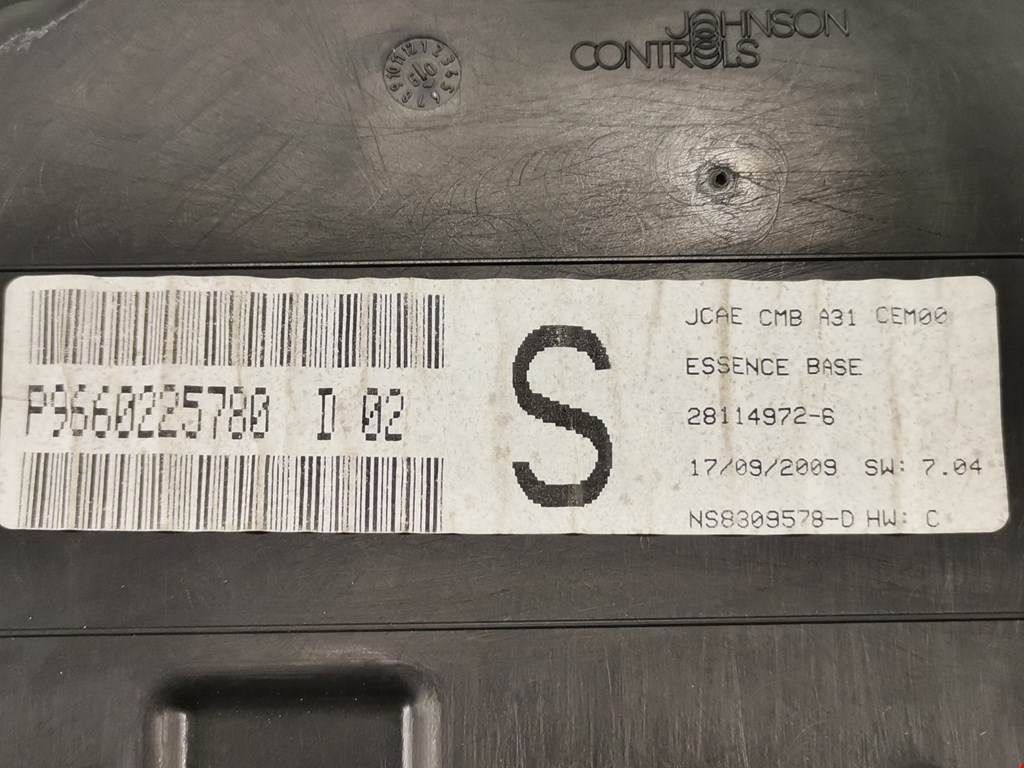 JOHNSON
CONTROLS
JCAE CMB A31 CEM00
ESSENCE BASE
P9660225780 D 02
S
28114972-6
17/09/2009 SW: 7.04
NS8309578-D HW: C